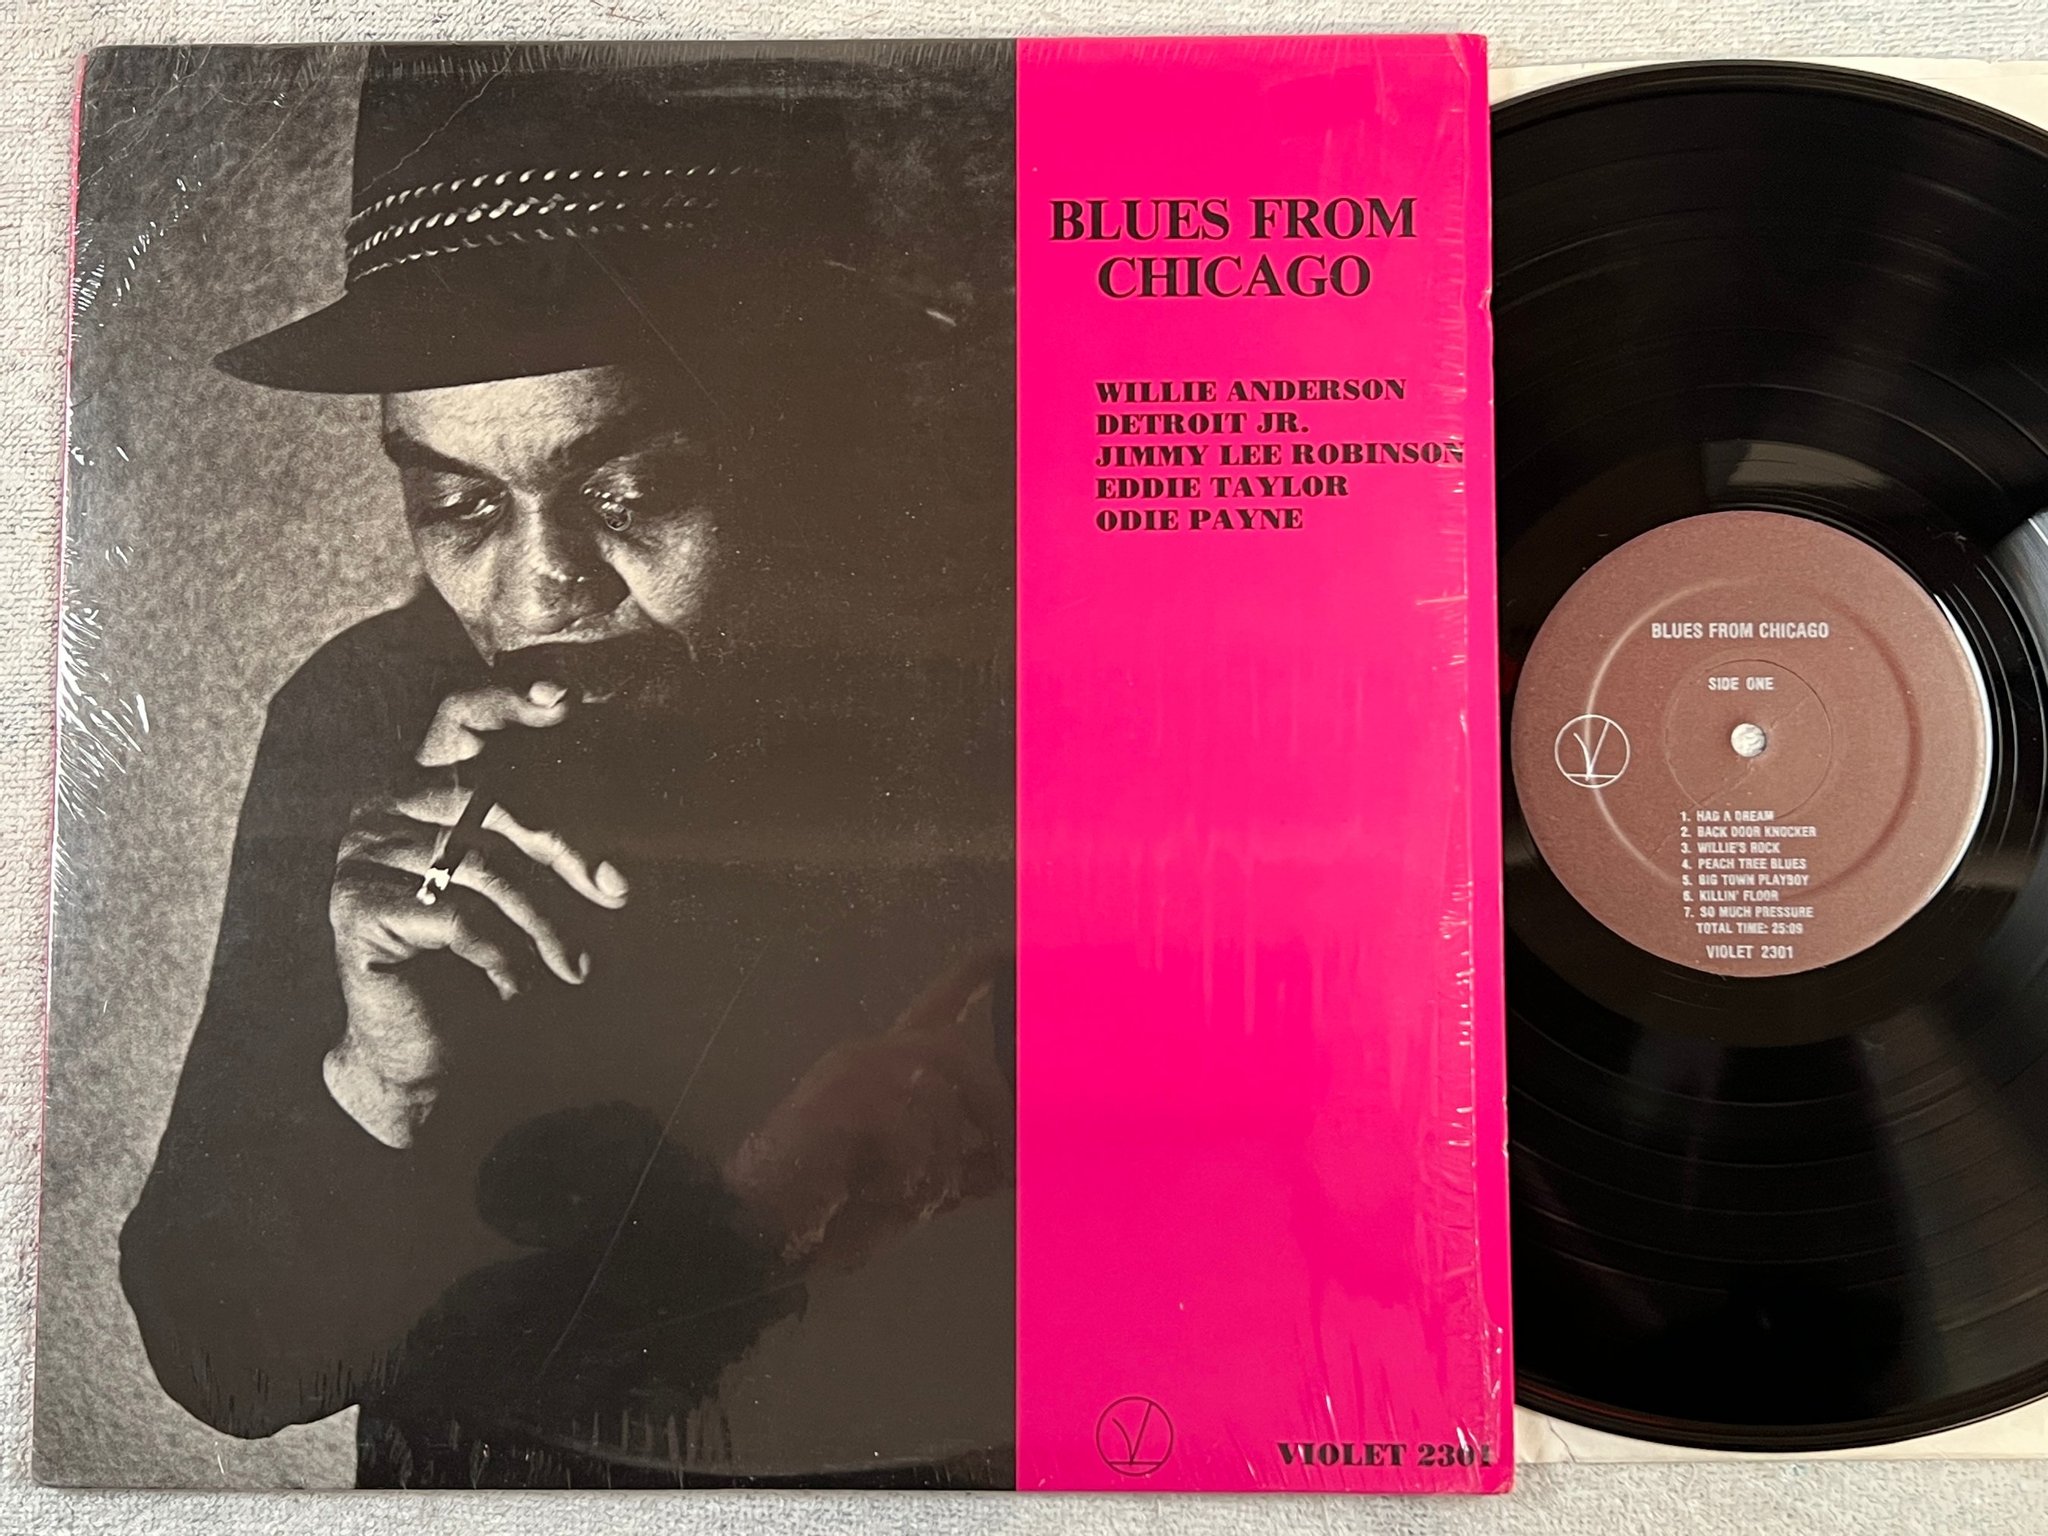 BLUES FROM
CHICAGO
WILLIE ANDERSON
DETROIT JR.
JIMMY LEE ROBINSON
EDDIE TAYLOR
ODIE PAYNE
V
VIOLET 2301
BLUES FROM CHICAGO
SIDE ONE
V
1. HAD A DREAM
2. BACK DOOR KNOCKER
3. WILLIE'S ROCK
4. PEACH TREE BLUES
5. BIG TOWN PLAYBOY
6. KILLIN' FLOOR
7. SO MUCH PRESSURE
TOTAL TIME: 25:09
VIOLET 2301